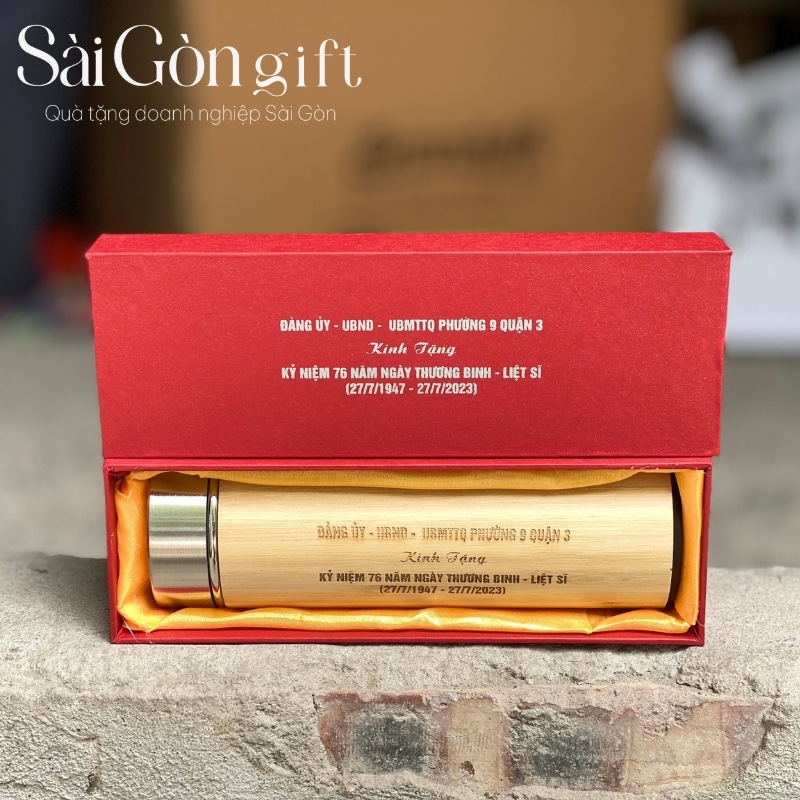 Sài Gòn gift
Quà tặng doanh nghiệp Sài Gòn
ĐẢNG ỦY - UBND - UBMTTQ PHƯỜNG 9 QUẬN 3
Kính Tặng
KỶ NIỆM 76 NĂM NGÀY THƯƠNG BINH - LIỆT SĨ
(27/7/1947 - 27/7/2023)
ĐẢNG ỦY - UBND - UBMTTQ PHƯỜNG 9 QUẬN 3
Kính Tặng
KỶ NIỆM 76 NĂM NGÀY THƯƠNG BINH - LIỆT SĨ
(27/7/1947 - 27/7/2023)